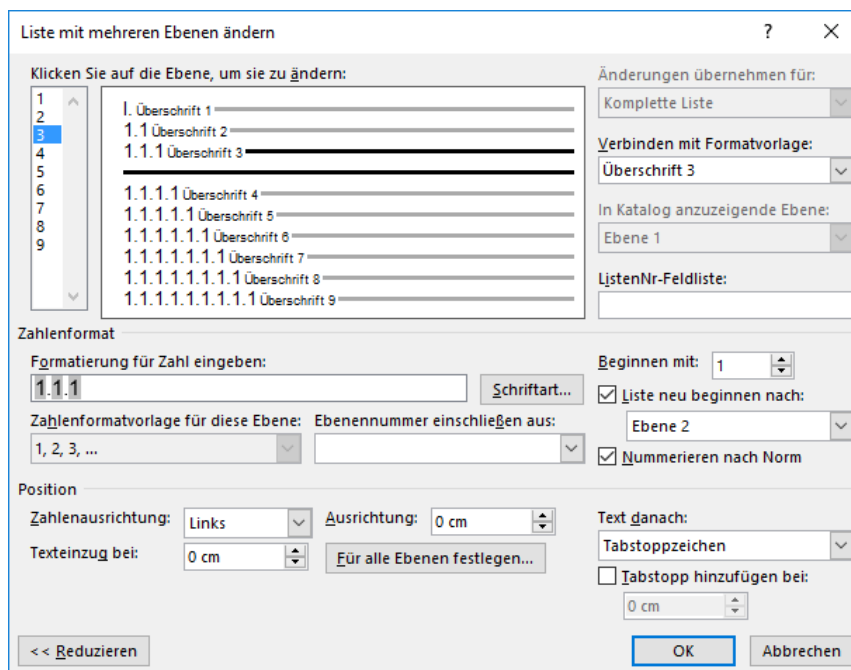 Liste mit mehreren Ebenen ändern
?
Klicken Sie auf die Ebene, um sie zu ändern:
1
2
3
4
5
6
7
8
9
I. Überschrift 1
1.1 Überschrift 2
1.1.1 Überschrift 3
1.1.1.1 Überschrift 4
1.1.1.1.1 Überschrift 5
1.1.1.1.1.1 Überschrift 6
1.1.1.1.1.1.1 Überschrift 7
1.1.1.1.1.1.1.1 Überschrift 8
1.1.1.1.1.1.1.1.1 Überschrift 9
Änderungen übernehmen für:
Komplette Liste
Verbinden mit Formatvorlage:
Überschrift 3
In Katalog anzuzeigende Ebene:
Ebene 1
ListenNr-Feldliste:
Zahlenformat
Formatierung für Zahl eingeben:
1.1.1
Schriftart...
Zahlenformatvorlage für diese Ebene:
1, 2, 3, ...
Ebenennummer einschließen aus:
Beginnen mit:
1
Liste neu beginnen nach:
Ebene 2
Nummerieren nach Norm
Position
Zahlenausrichtung:
Links
Ausrichtung:
0 cm
Texteinzug bei:
0 cm
Für alle Ebenen festlegen...
Text danach:
Tabstoppzeichen
Tabstopp hinzufügen bei:
0 cm
<< Reduzieren
OK
Abbrechen